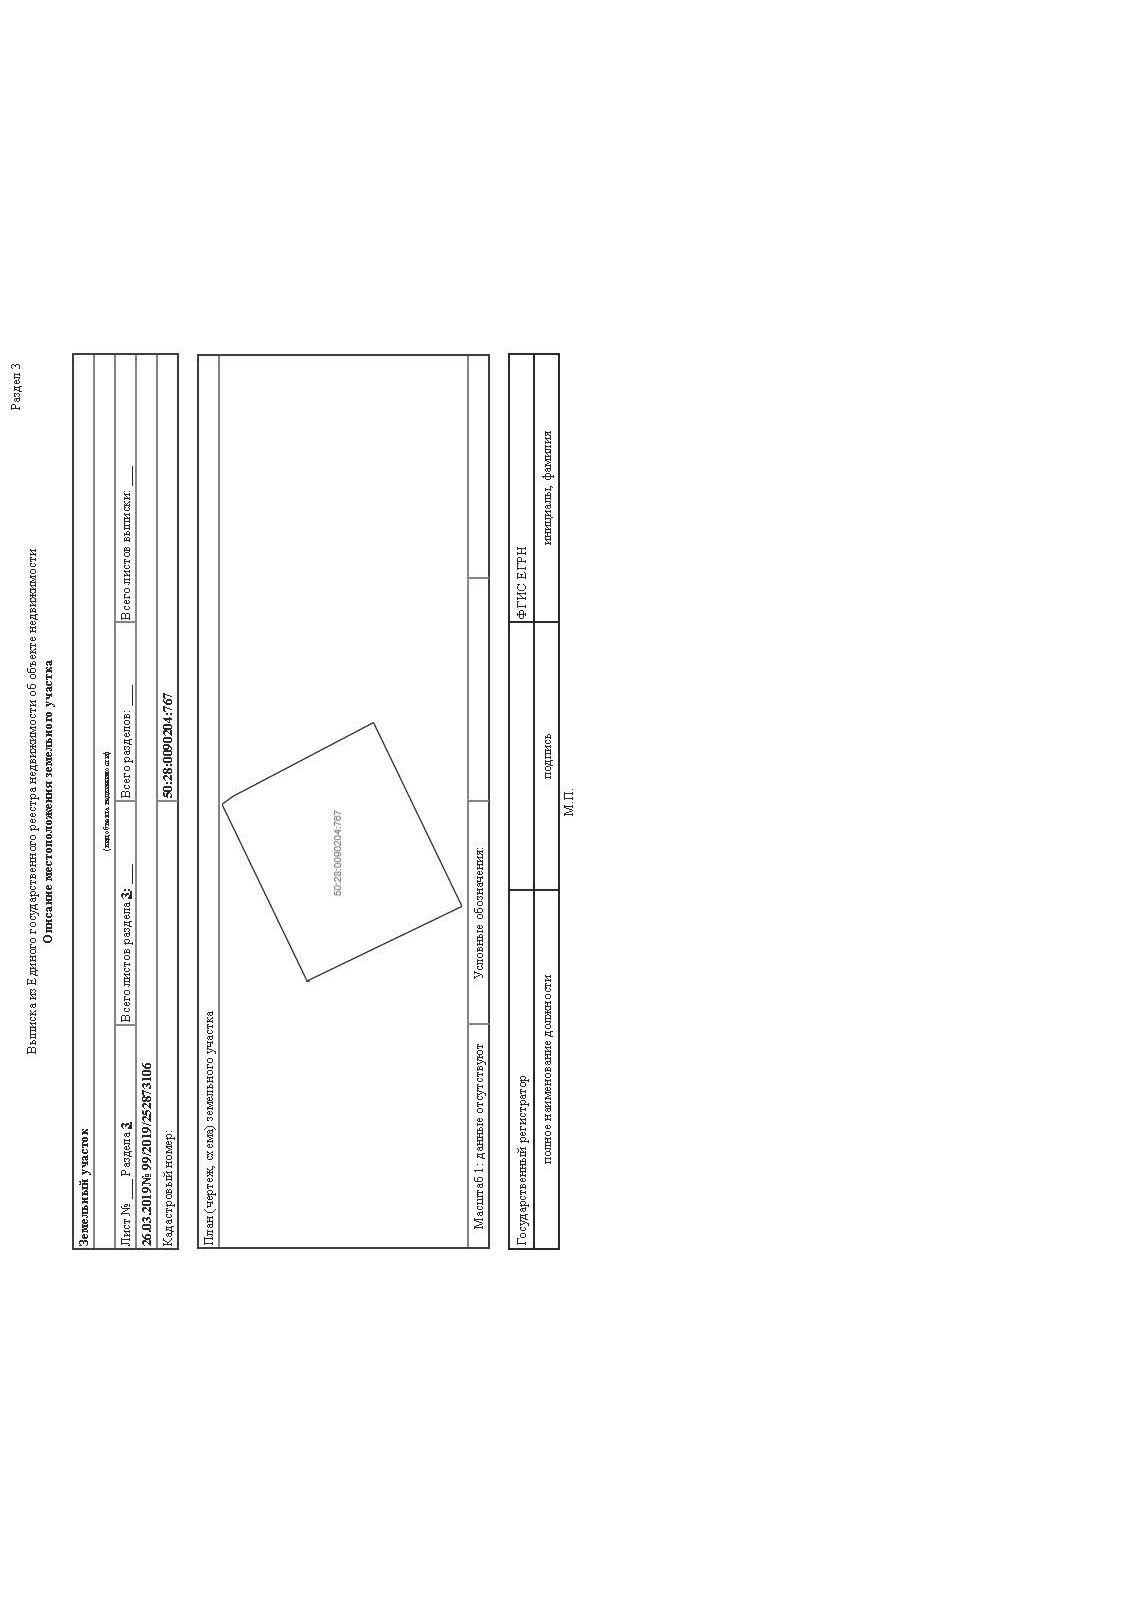 Раздел 3
Выписка из Единого государственного реестра недвижимости об объекте недвижимости
Описание местоположения земельного участка
Земельный участок
(вид объекта недвижимости)
Лист № ___ Раздела 3
Всего листов раздела 3: ___
Всего разделов: ___
Всего листов выписки: ___
26.03.2019 № 99/2019/252873106
Кадастровый номер:
50:28:0090204:767
План (чертеж, схема) земельного участка
50:28:0090204:767
Масштаб 1: данные отсутствуют
Условные обозначения:
Государственный регистратор
ФГИС ЕГРН
полное наименование должности
подпись
инициалы, фамилия
М.П.